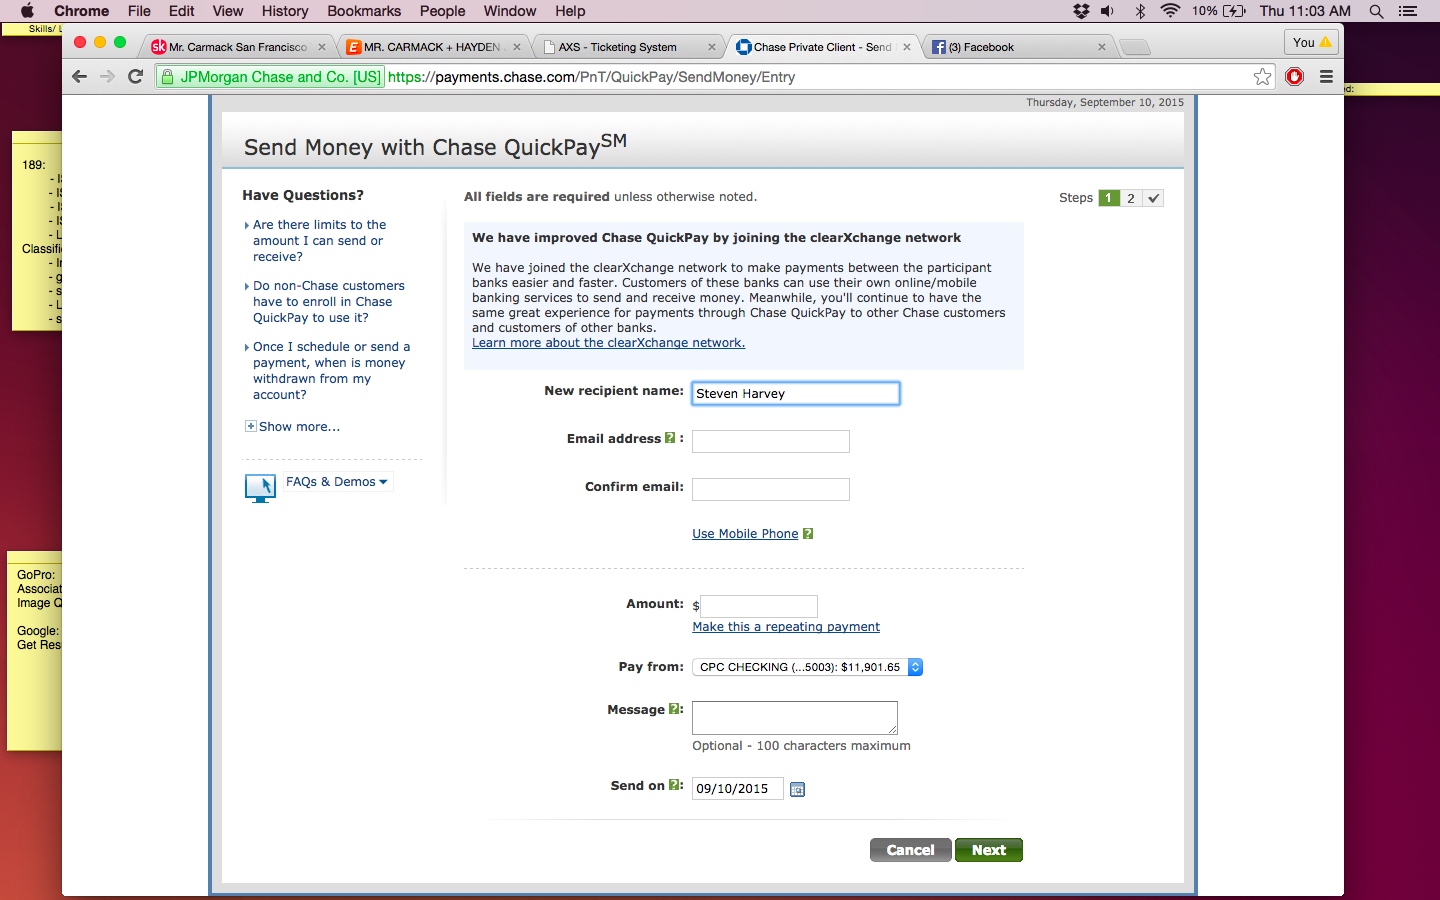 Chrome File Edit View History Bookmarks People Window Help 10% Thu 11:03 AM
Skills/
Mr. Carmack San Francisco
MR. CARMACK + HAYDEN
AXS - Ticketing System
Chase Private Client - Send
(3) Facebook
You
JPMorgan Chase and Co. [US] https://payments.chase.com/PnT/QuickPay/SendMoney/Entry
Thursday, September 10, 2015
Send Money with Chase QuickPaySM
189:
Have Questions?
Are there limits to the
amount I can send or
receive?
Do non-Chase customers
have to enroll in Chase
QuickPay to use it?
Once I schedule or send a
payment, when is money
withdrawn from my
account?
Show more...
FAQs & Demos
All fields are required unless otherwise noted.
Steps 1 2
We have improved Chase QuickPay by joining the clearXchange network
We have joined the clearXchange network to make payments between the participant
banks easier and faster. Customers of these banks can use their own online/mobile
banking services to send and receive money. Meanwhile, you'll continue to have the
same great experience for payments through Chase QuickPay to other Chase customers
and customers of other banks.
Learn more about the clearXchange network.
New recipient name: Steven Harvey
Email address ? :
Confirm email:
Use Mobile Phone ?
Amount: $
Make this a repeating payment
Pay from: CPC CHECKING (...5003): $11,901.65
Message ?:
Optional - 100 characters maximum
Send on ?: 09/10/2015
Cancel Next
GoPro:
Associat
Image Q
Google:
Get Res